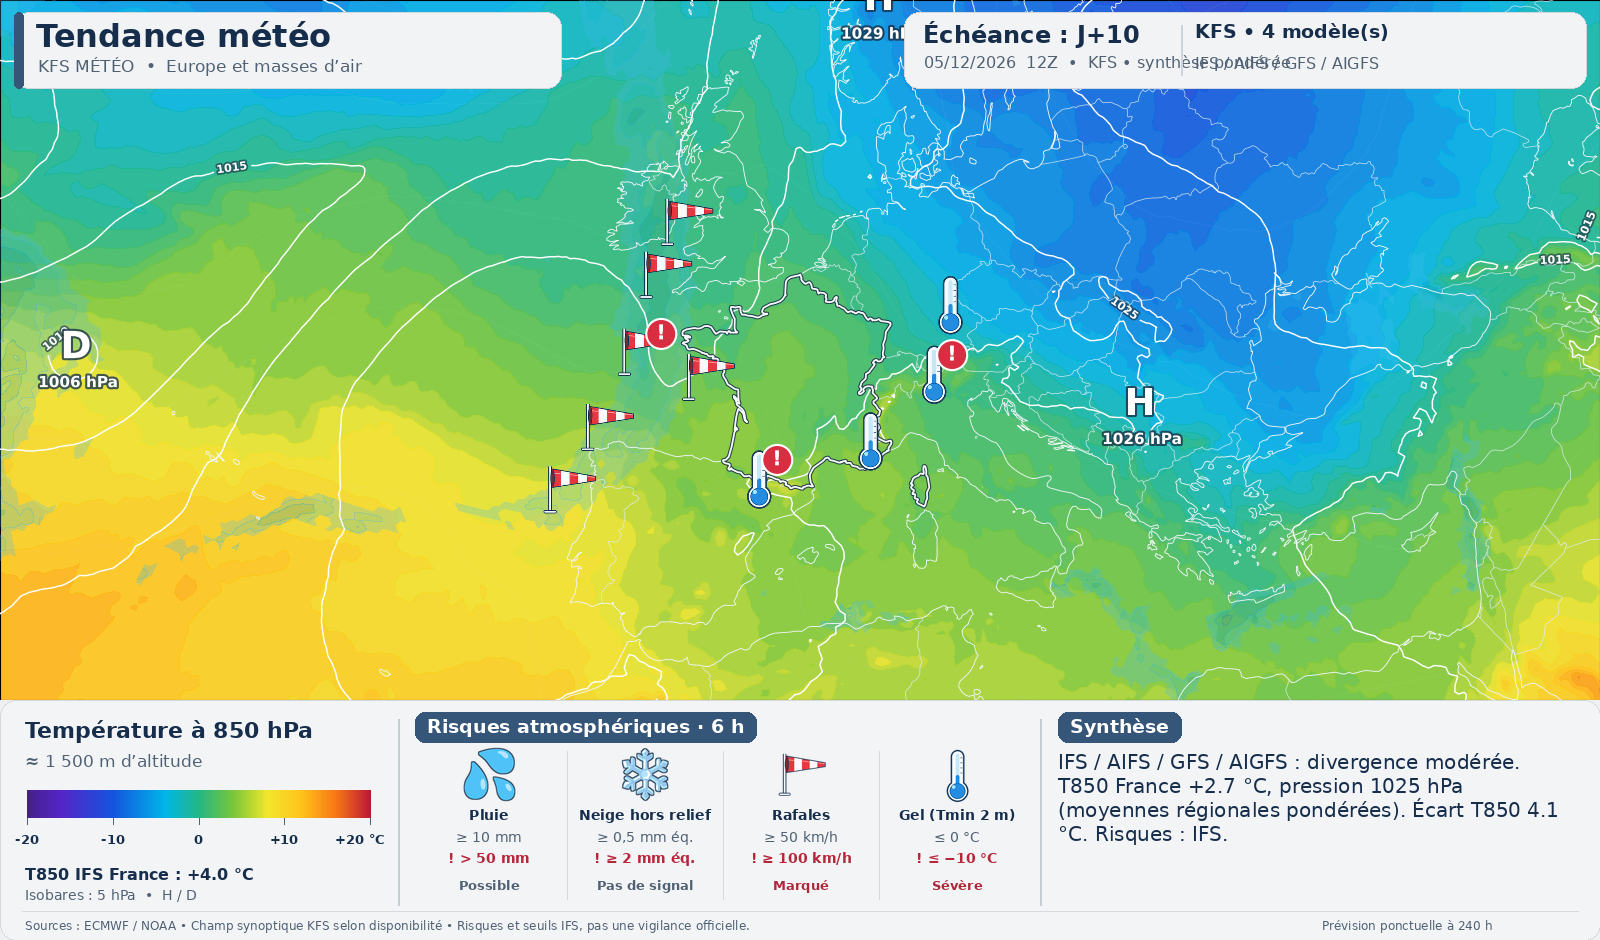 Tendance météo
KFS MÉTÉO • Europe et masses d’air
H
1029
Échéance : J+10
05/12/2026 12Z • KFS • synthèse pondérée
KFS • 4 modèle(s)
IFS / AIFS / GFS / AIGFS
1015
1015
1015
1025
D
1006 hPa
H
1026 hPa
!
!
!
Température à 850 hPa
≈ 1 500 m d’altitude
-20 -10 0 +10 +20 °C
T850 IFS France : +4.0 °C
Isobares : 5 hPa • H / D
Risques atmosphériques · 6 h
Pluie
≥ 10 mm
! > 50 mm
Possible
Neige hors relief
≥ 0,5 mm éq.
! ≥ 2 mm éq.
Pas de signal
Rafales
≥ 50 km/h
! ≥ 100 km/h
Marqué
Gel (Tmin 2 m)
≤ 0 °C
! ≤ −10 °C
Sévère
Synthèse
IFS / AIFS / GFS / AIGFS : divergence modérée.
T850 France +2.7 °C, pression 1025 hPa
(moyennes régionales pondérées). Écart T850 4.1
°C. Risques : IFS.
Sources : ECMWF / NOAA • Champ synoptique KFS selon disponibilité • Risques et seuils IFS, pas une vigilance officielle.
Prévision ponctuelle à 240 h